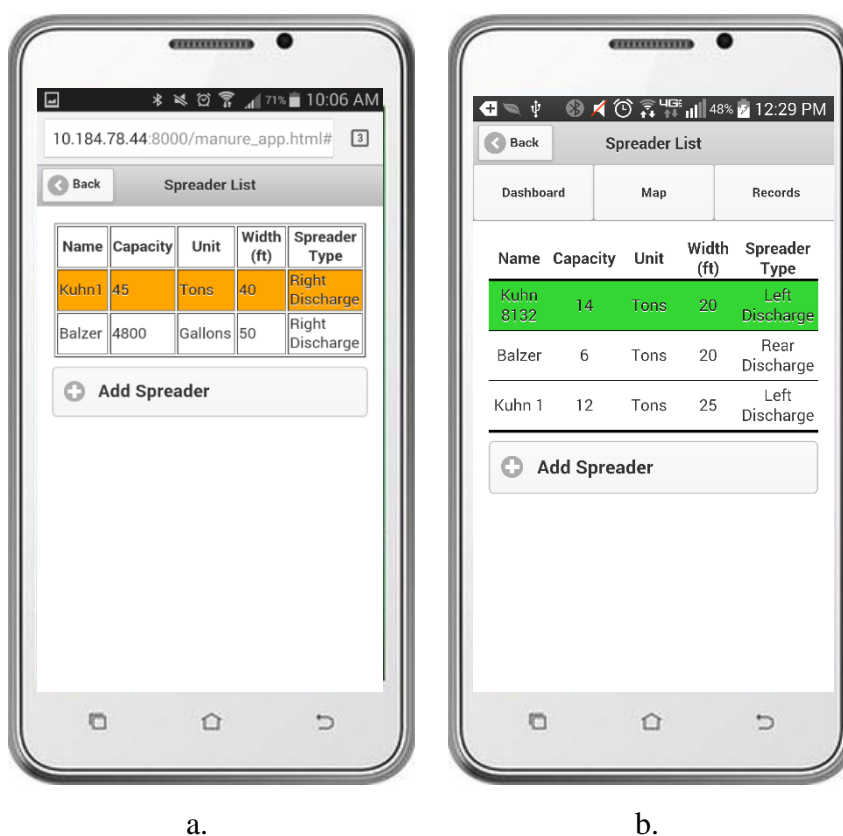 71% 10:06 AM
10.184.78.44:8000/manure_app.html# 3
Back Spreader List
Name Capacity Unit Width (ft) Spreader Type
Kuhn1 45 Tons 40 Right Discharge
Balzer 4800 Gallons 50 Right Discharge
Add Spreader
a.
4G 48% 12:29 PM
Back Spreader List
Dashboard Map Records
Name Capacity Unit Width (ft) Spreader Type
Kuhn 8132 14 Tons 20 Left Discharge
Balzer 6 Tons 20 Rear Discharge
Kuhn 1 12 Tons 25 Left Discharge
Add Spreader
b.